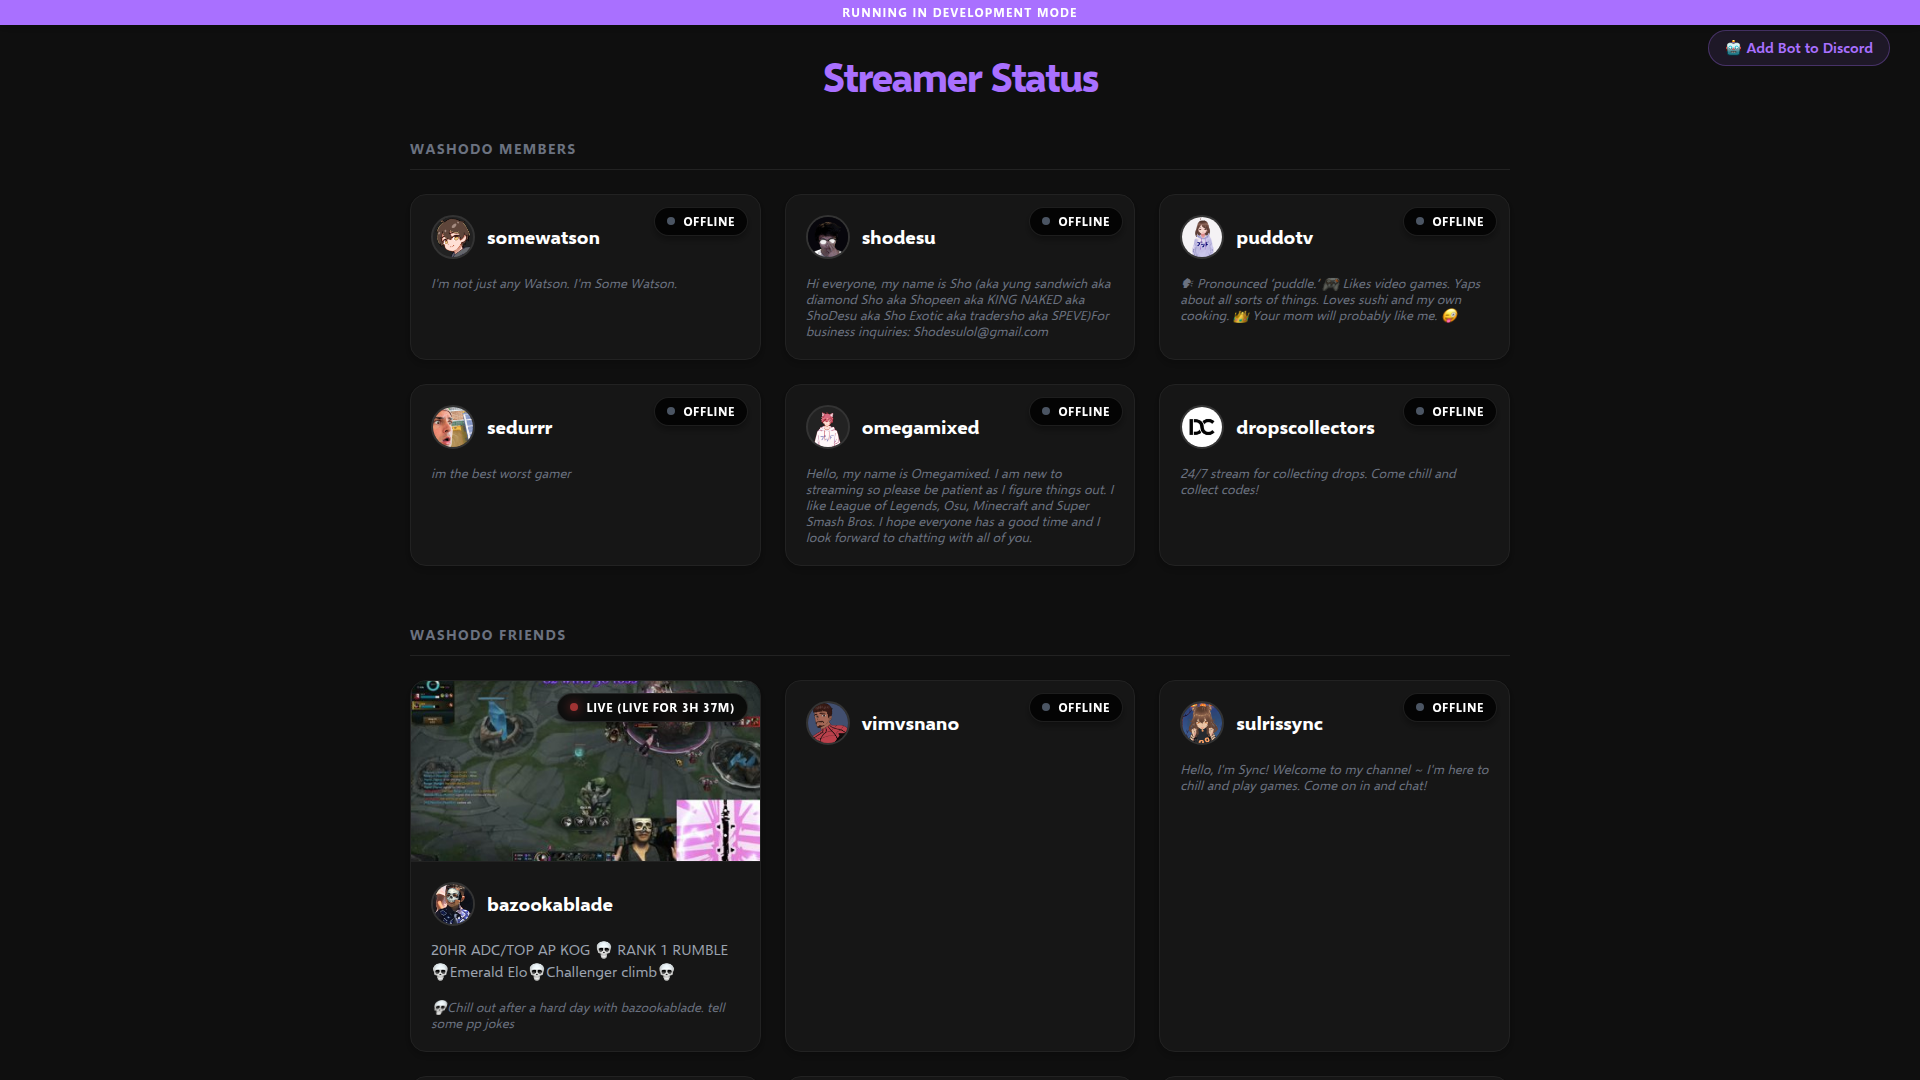 RUNNING IN DEVELOPMENT MODE
🤖 Add Bot to Discord
Streamer Status
WASHODO MEMBERS
somewatson
OFFLINE
I'm not just any Watson. I'm Some Watson.
shodesu
OFFLINE
Hi everyone, my name is Sho (aka yung sandwich aka
diamond Sho aka Shopeen aka KING NAKED aka
ShoDesu aka Sho Exotic aka tradersho aka SPEVE)For
business inquiries: Shodesulol@gmail.com
puddotv
OFFLINE
🗣 Pronounced ‘puddle.’ 🎮 Likes video games. Yaps
about all sorts of things. Loves sushi and my own
cooking. 👑 Your mom will probably like me. 🤪
sedurrr
OFFLINE
im the best worst gamer
omegamixed
OFFLINE
Hello, my name is Omegamixed. I am new to
streaming so please be patient as I figure things out. I
like League of Legends, Osu, Minecraft and Super
Smash Bros. I hope everyone has a good time and I
look forward to chatting with all of you.
DC
dropscollectors
OFFLINE
24/7 stream for collecting drops. Come chill and
collect codes!
WASHODO FRIENDS
LIVE (LIVE FOR 3H 37M)
bazookablade
20HR ADC/TOP AP KOG 💀 RANK 1 RUMBLE
💀Emerald Elo💀Challenger climb💀
💀Chill out after a hard day with bazookablade. tell
some pp jokes
vimvsnano
OFFLINE
sulrissync
OFFLINE
Hello, I'm Sync! Welcome to my channel ~ I'm here to
chill and play games. Come on in and chat!